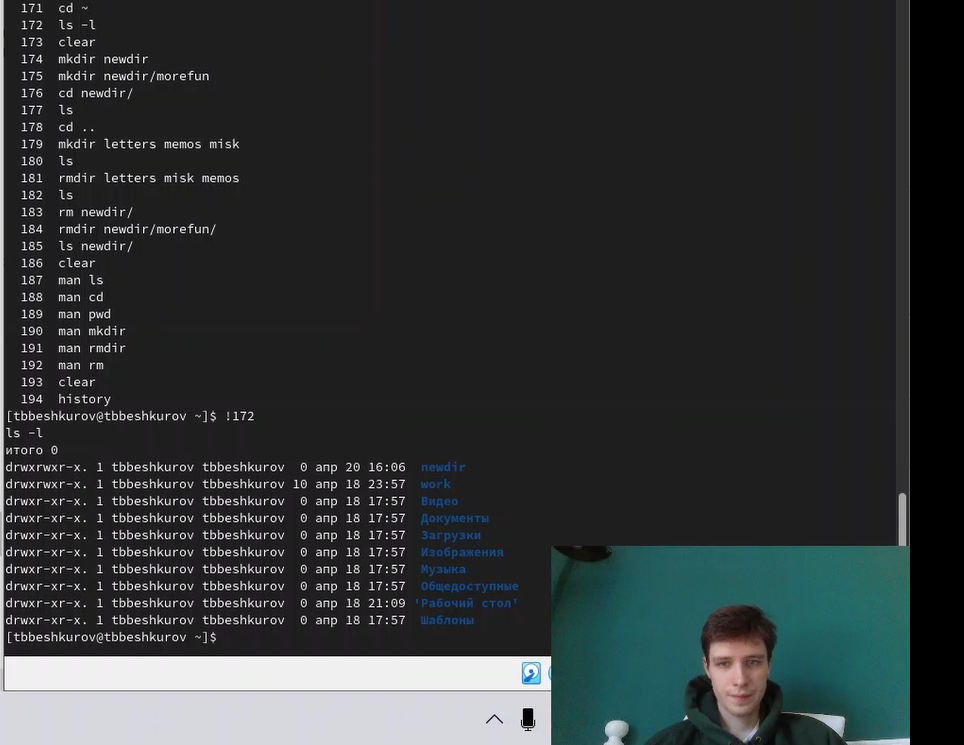 171 cd ~
172 ls -l
173 clear
174 mkdir newdir
175 mkdir newdir/morefun
176 cd newdir/
177 ls
178 cd ..
179 mkdir letters memos misk
180 ls
181 rmdir letters misk memos
182 ls
183 rm newdir/
184 rmdir newdir/morefun/
185 ls newdir/
186 clear
187 man ls
188 man cd
189 man pwd
190 man mkdir
191 man rmdir
192 man rm
193 clear
194 history
[tbbeshkurov@tbbeshkurov ~]$ !172
ls -l
итого 0
drwxrwxr-x. 1 tbbeshkurov tbbeshkurov 0 апр 20 16:06 newdir
drwxrwxr-x. 1 tbbeshkurov tbbeshkurov 10 апр 18 23:57 work
drwxr-xr-x. 1 tbbeshkurov tbbeshkurov 0 апр 18 17:57 Видео
drwxr-xr-x. 1 tbbeshkurov tbbeshkurov 0 апр 18 17:57 Документы
drwxr-xr-x. 1 tbbeshkurov tbbeshkurov 0 апр 18 17:57 Загрузки
drwxr-xr-x. 1 tbbeshkurov tbbeshkurov 0 апр 18 17:57 Изображения
drwxr-xr-x. 1 tbbeshkurov tbbeshkurov 0 апр 18 17:57 Музыка
drwxr-xr-x. 1 tbbeshkurov tbbeshkurov 0 апр 18 17:57 Общедоступные
drwxr-xr-x. 1 tbbeshkurov tbbeshkurov 0 апр 18 21:09 'Рабочий стол'
drwxr-xr-x. 1 tbbeshkurov tbbeshkurov 0 апр 18 17:57 Шаблоны
[tbbeshkurov@tbbeshkurov ~]$